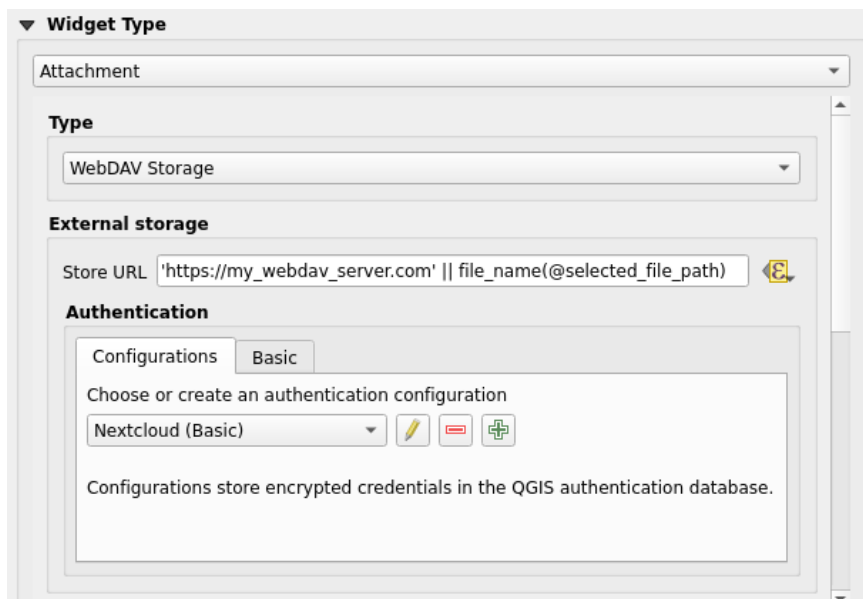 Widget Type
Attachment
Type
WebDAV Storage
External storage
Store URL 'https://my_webdav_server.com' || file_name(@selected_file_path) ε
Authentication
Configurations Basic
Choose or create an authentication configuration
Nextcloud (Basic)
Configurations store encrypted credentials in the QGIS authentication database.